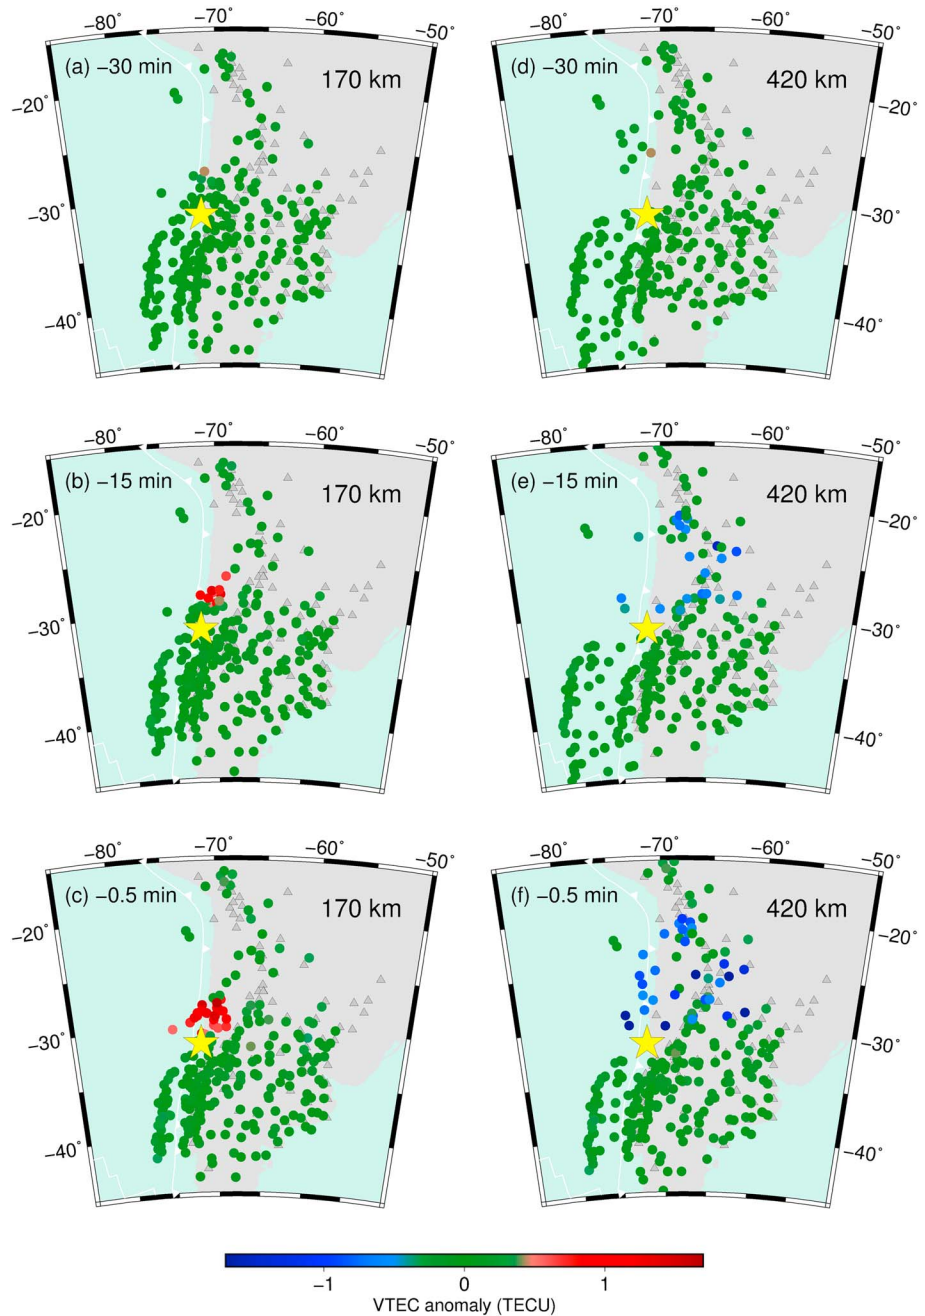 −80° −70° −60° −50°
(a) −30 min 170 km
−20°
−30°
−40°
−80° −70° −60° −50°
(d) −30 min 420 km
−20°
−30°
−40°
−80° −70° −60° −50°
(b) −15 min 170 km
−20°
−30°
−40°
−80° −70° −60° −50°
(e) −15 min 420 km
−20°
−30°
−40°
−80° −70° −60° −50°
(c) −0.5 min 170 km
−20°
−30°
−40°
−80° −70° −60° −50°
(f) −0.5 min 420 km
−20°
−30°
−40°
−1 0 1
VTEC anomaly (TECU)